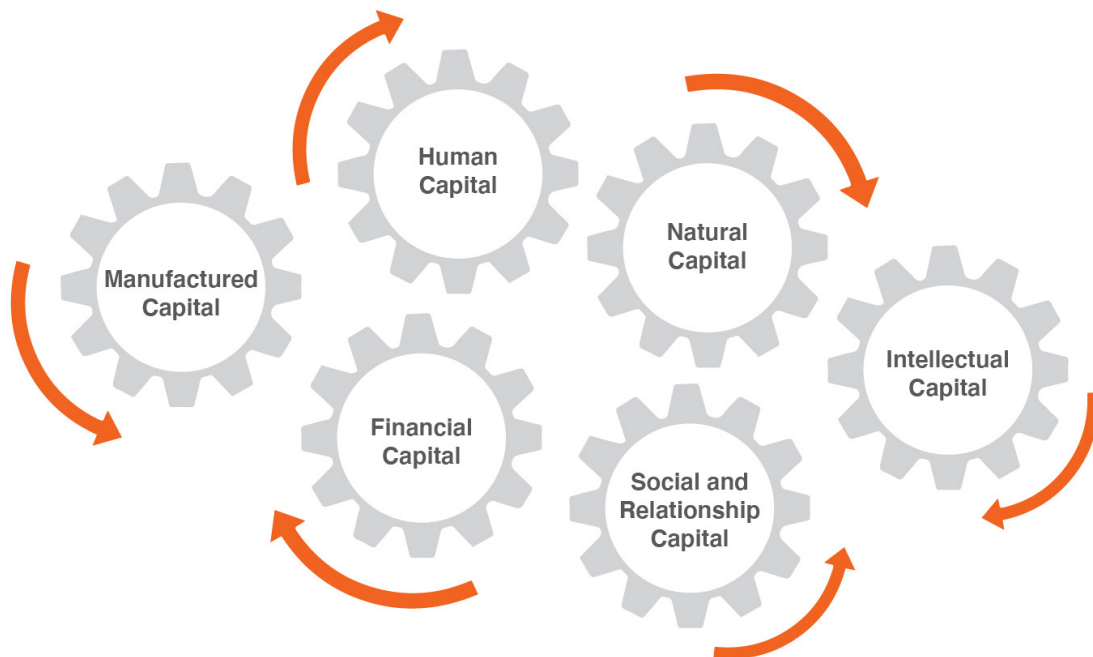 Human
Capital
Natural
Capital
Manufactured
Capital
Intellectual
Capital
Financial
Capital
Social and
Relationship
Capital